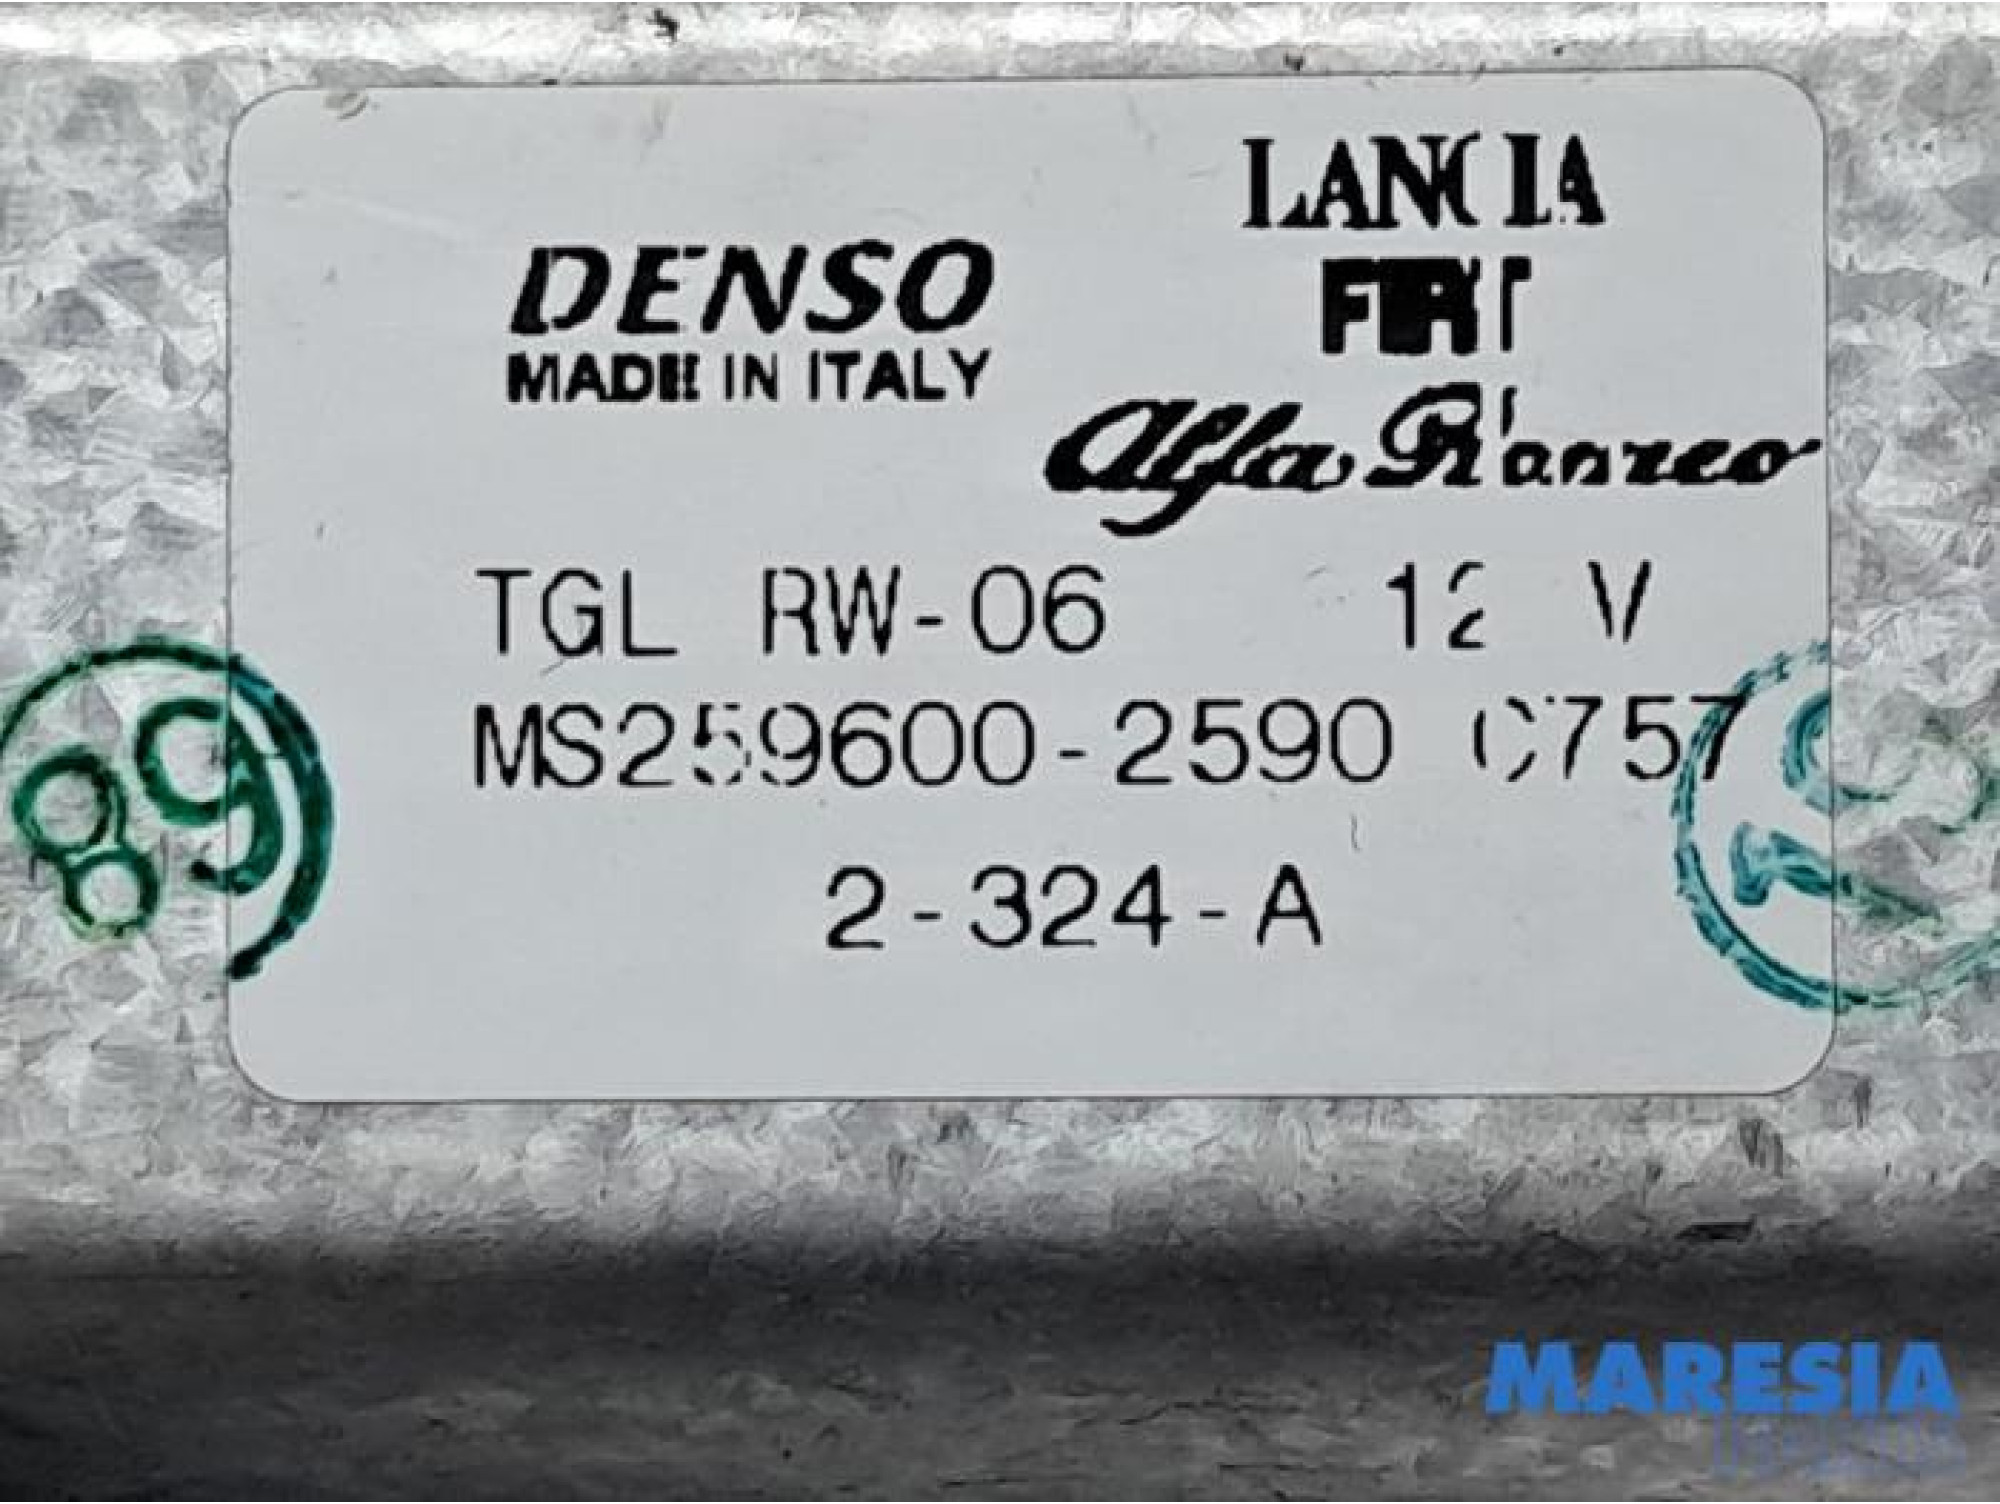 LANCIA
DENSO
FIAT
MADE IN ITALY
Alfa Romeo
TGL RW-06 12 V
MS259600-2590 C757
2-324-A
89
MARESIA